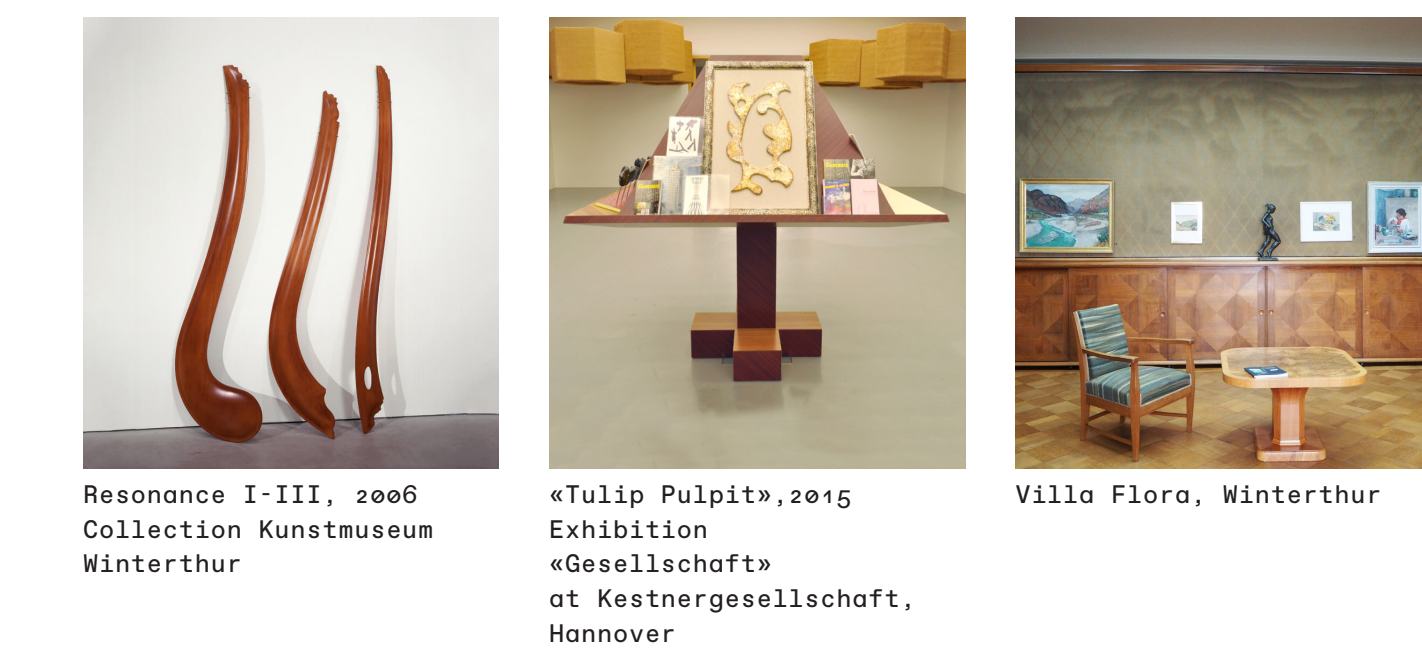 Resonance I-III, 2006
Collection Kunstmuseum
Winterthur
«Tulip Pulpit»,2015
Exhibition
«Gesellschaft»
at Kestnergesellschaft,
Hannover
Villa Flora, Winterthur